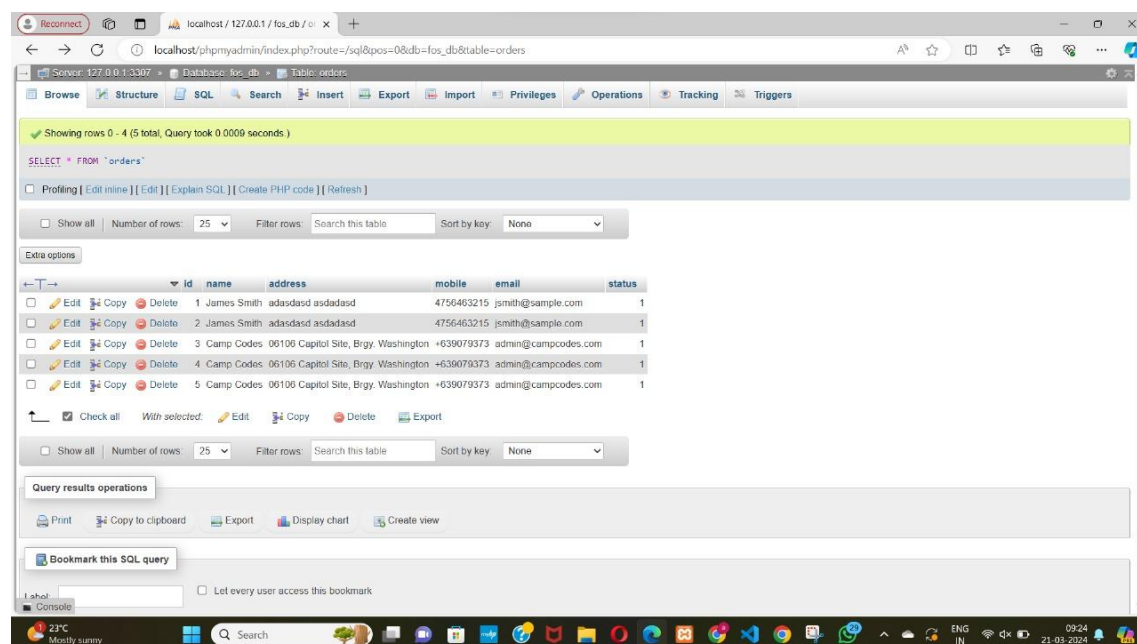 Reconnect localhost / 127.0.0.1 / fos_db / or
localhost/phpmyadmin/index.php?route=/sql&pos=0&db=fos_db&table=orders
Server: 127.0.0.1:3307 » Database: fos_db » Table: orders
Browse Structure SQL Search Insert Export Import Privileges Operations Tracking Triggers
Showing rows 0 - 4 (5 total, Query took 0.0009 seconds.)
SELECT * FROM `orders`
Profiling [ Edit inline ] [ Edit ] [ Explain SQL ] [ Create PHP code ] [ Refresh ]
Show all Number of rows: 25 Filter rows: Search this table Sort by key: None
Extra options
←T→ id name address mobile email status
Edit Copy Delete 1 James Smith adasdasd asdadasd 4756463215 jsmith@sample.com 1
Edit Copy Delete 2 James Smith adasdasd asdadasd 4756463215 jsmith@sample.com 1
Edit Copy Delete 3 Camp Codes 06106 Capitol Site, Brgy. Washington +639079373 admin@campcodes.com 1
Edit Copy Delete 4 Camp Codes 06106 Capitol Site, Brgy. Washington +639079373 admin@campcodes.com 1
Edit Copy Delete 5 Camp Codes 06106 Capitol Site, Brgy. Washington +639079373 admin@campcodes.com 1
Check all With selected: Edit Copy Delete Export
Show all Number of rows: 25 Filter rows: Search this table Sort by key: None
Query results operations
Print Copy to clipboard Export Display chart Create view
Bookmark this SQL query
Label: Let every user access this bookmark
Console
23°C
Mostly sunny
Search
29
ENG
IN
09:24
21-03-2024